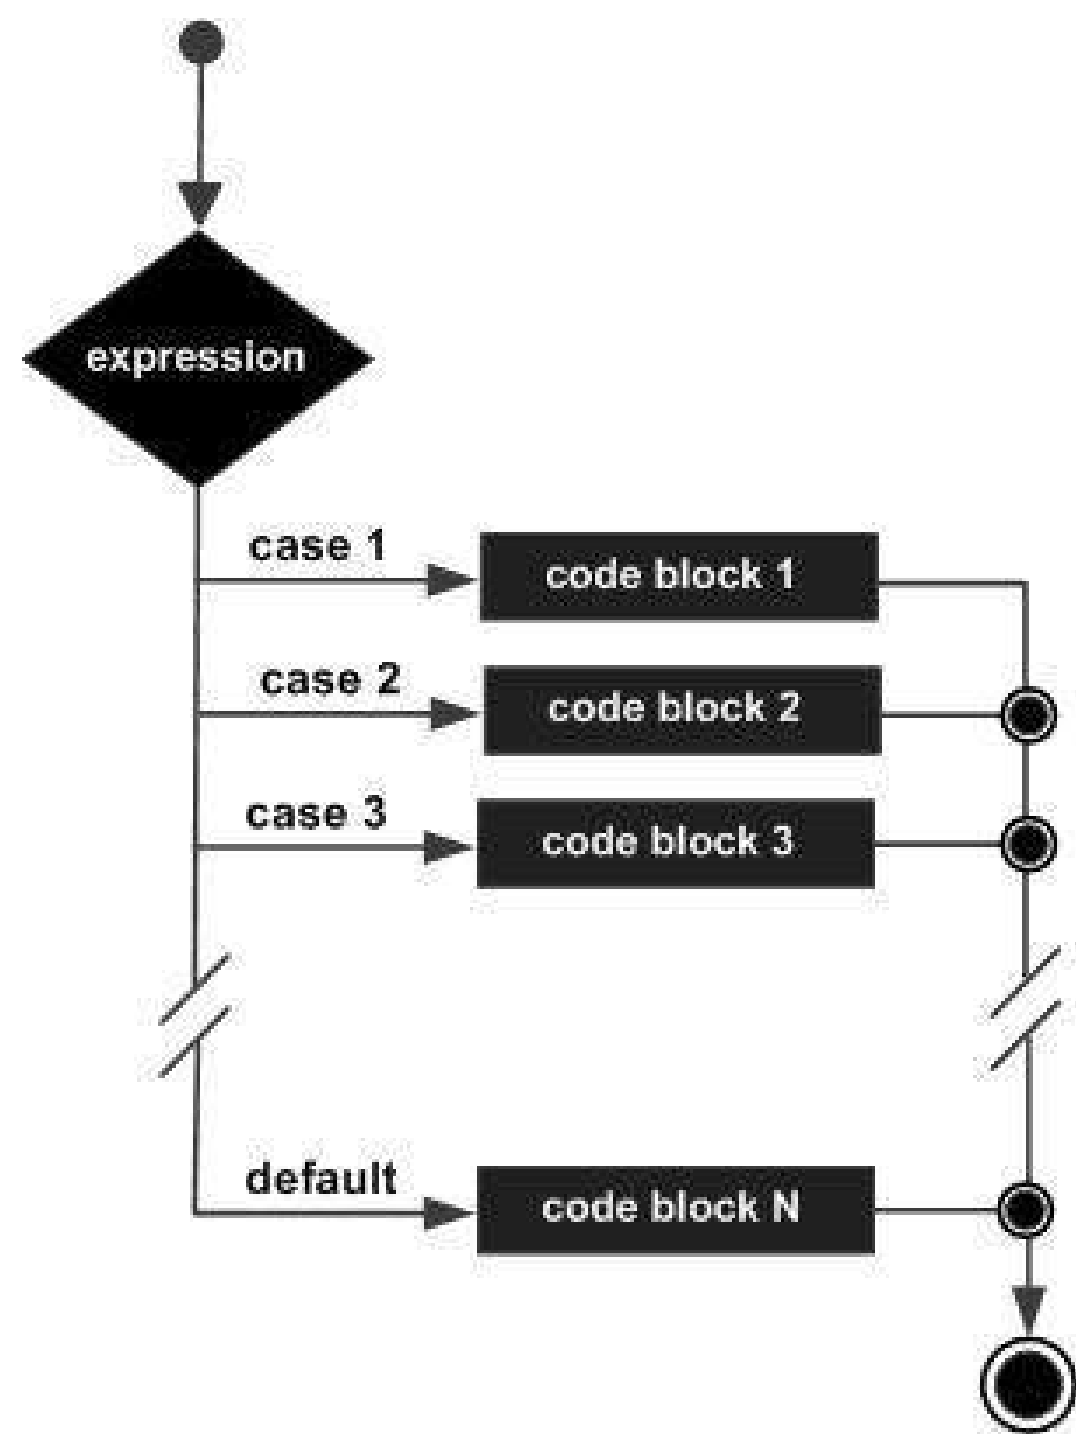 expression
case 1
code block 1
case 2
code block 2
case 3
code block 3
default
code block N